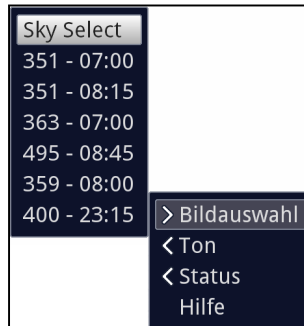 Sky Select
351 - 07:00
351 - 08:15
363 - 07:00
495 - 08:45
359 - 08:00
400 - 23:15
> Bildauswahl
< Ton
< Status
Hilfe